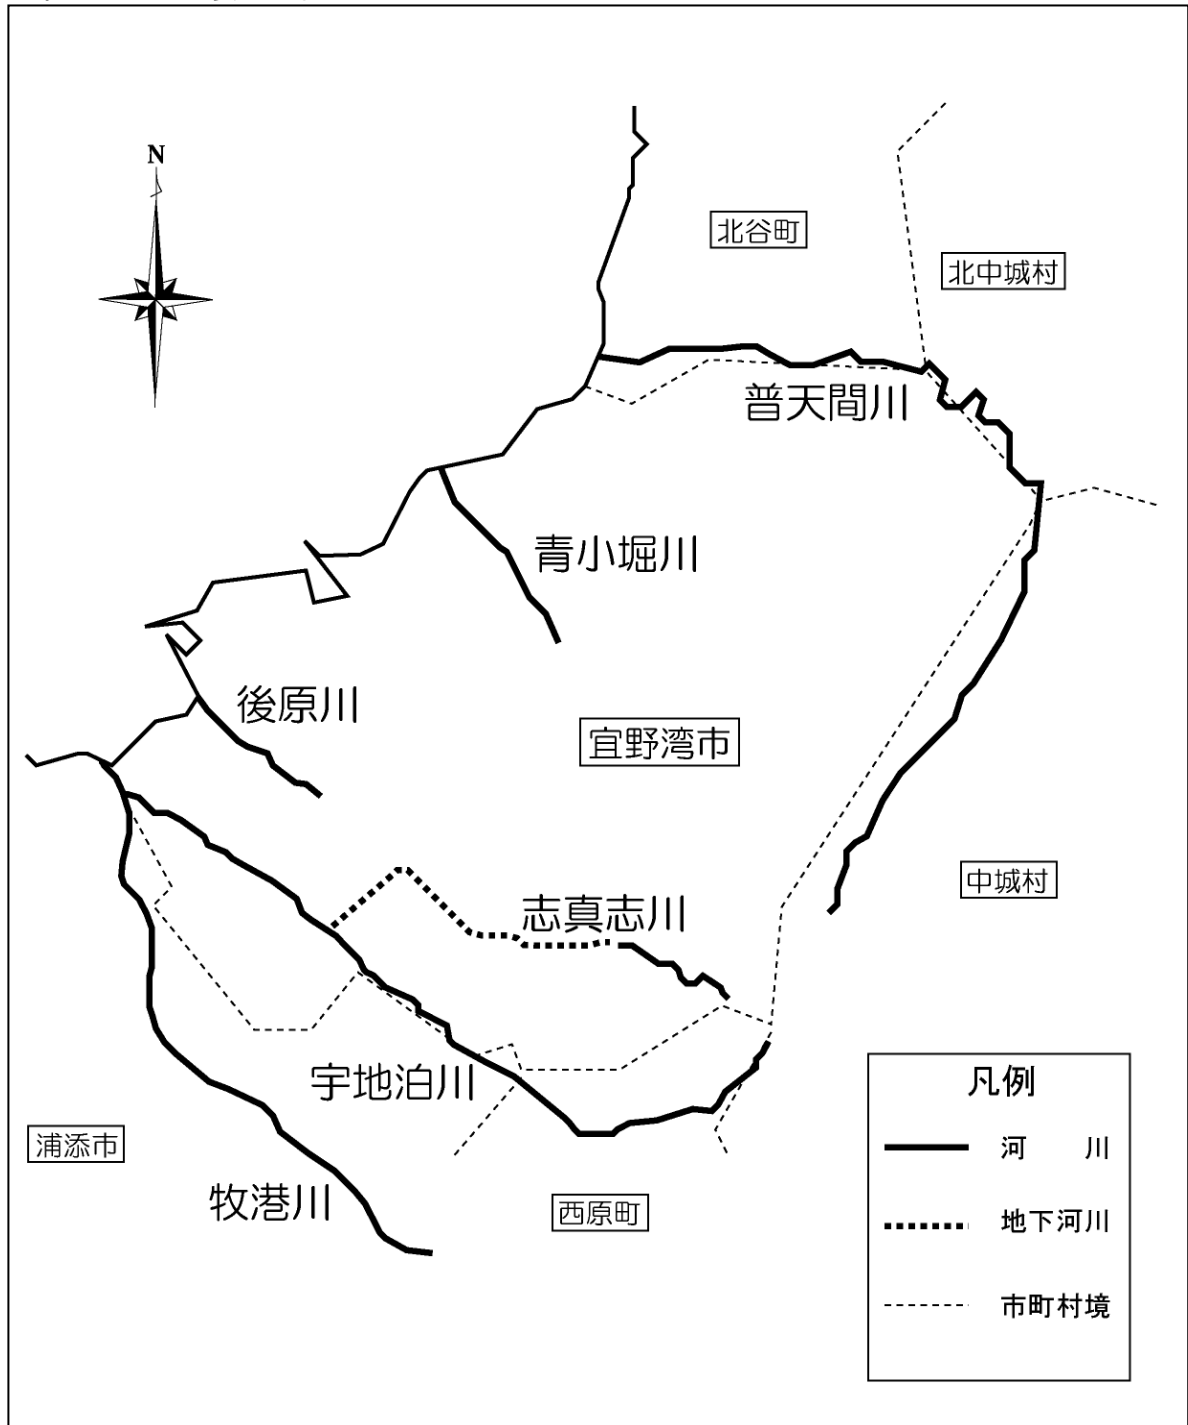 N
北谷町
北中城村
普天間川
青小堀川
後原川
宜野湾市
中城村
志真志川
宇地泊川
浦添市
牧港川
西原町
凡例
河 川
地下河川
市町村境